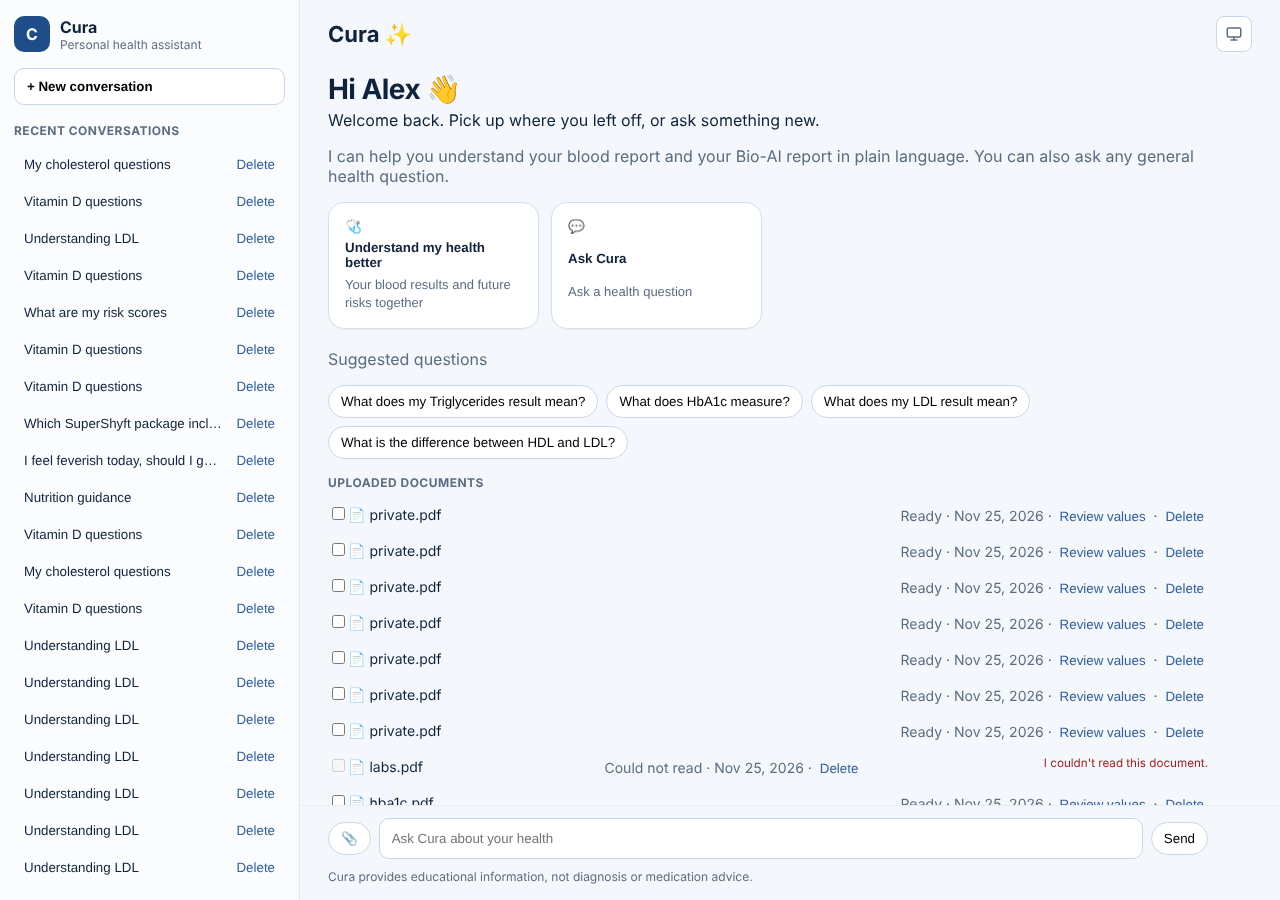 C
Cura
Personal health assistant
+ New conversation
RECENT CONVERSATIONS
My cholesterol questions Delete
Vitamin D questions Delete
Understanding LDL Delete
Vitamin D questions Delete
What are my risk scores Delete
Vitamin D questions Delete
Vitamin D questions Delete
Which SuperShyft package incl... Delete
I feel feverish today, should I g... Delete
Nutrition guidance Delete
Vitamin D questions Delete
My cholesterol questions Delete
Vitamin D questions Delete
Understanding LDL Delete
Understanding LDL Delete
Understanding LDL Delete
Understanding LDL Delete
Understanding LDL Delete
Understanding LDL Delete
Understanding LDL Delete
Cura ✨
Hi Alex 👋
Welcome back. Pick up where you left off, or ask something new.
I can help you understand your blood report and your Bio-AI report in plain language. You can also ask any general
health question.
Understand my health
better
Your blood results and future
risks together
Ask Cura
Ask a health question
Suggested questions
What does my Triglycerides result mean? What does HbA1c measure? What does my LDL result mean?
What is the difference between HDL and LDL?
UPLOADED DOCUMENTS
private.pdf Ready · Nov 25, 2026 · Review values · Delete
private.pdf Ready · Nov 25, 2026 · Review values · Delete
private.pdf Ready · Nov 25, 2026 · Review values · Delete
private.pdf Ready · Nov 25, 2026 · Review values · Delete
private.pdf Ready · Nov 25, 2026 · Review values · Delete
private.pdf Ready · Nov 25, 2026 · Review values · Delete
private.pdf Ready · Nov 25, 2026 · Review values · Delete
labs.pdf Could not read · Nov 25, 2026 · Delete I couldn't read this document.
hba1c.pdf Ready · Nov 25, 2026 · Review values · Delete
Ask Cura about your health
Send
Cura provides educational information, not diagnosis or medication advice.